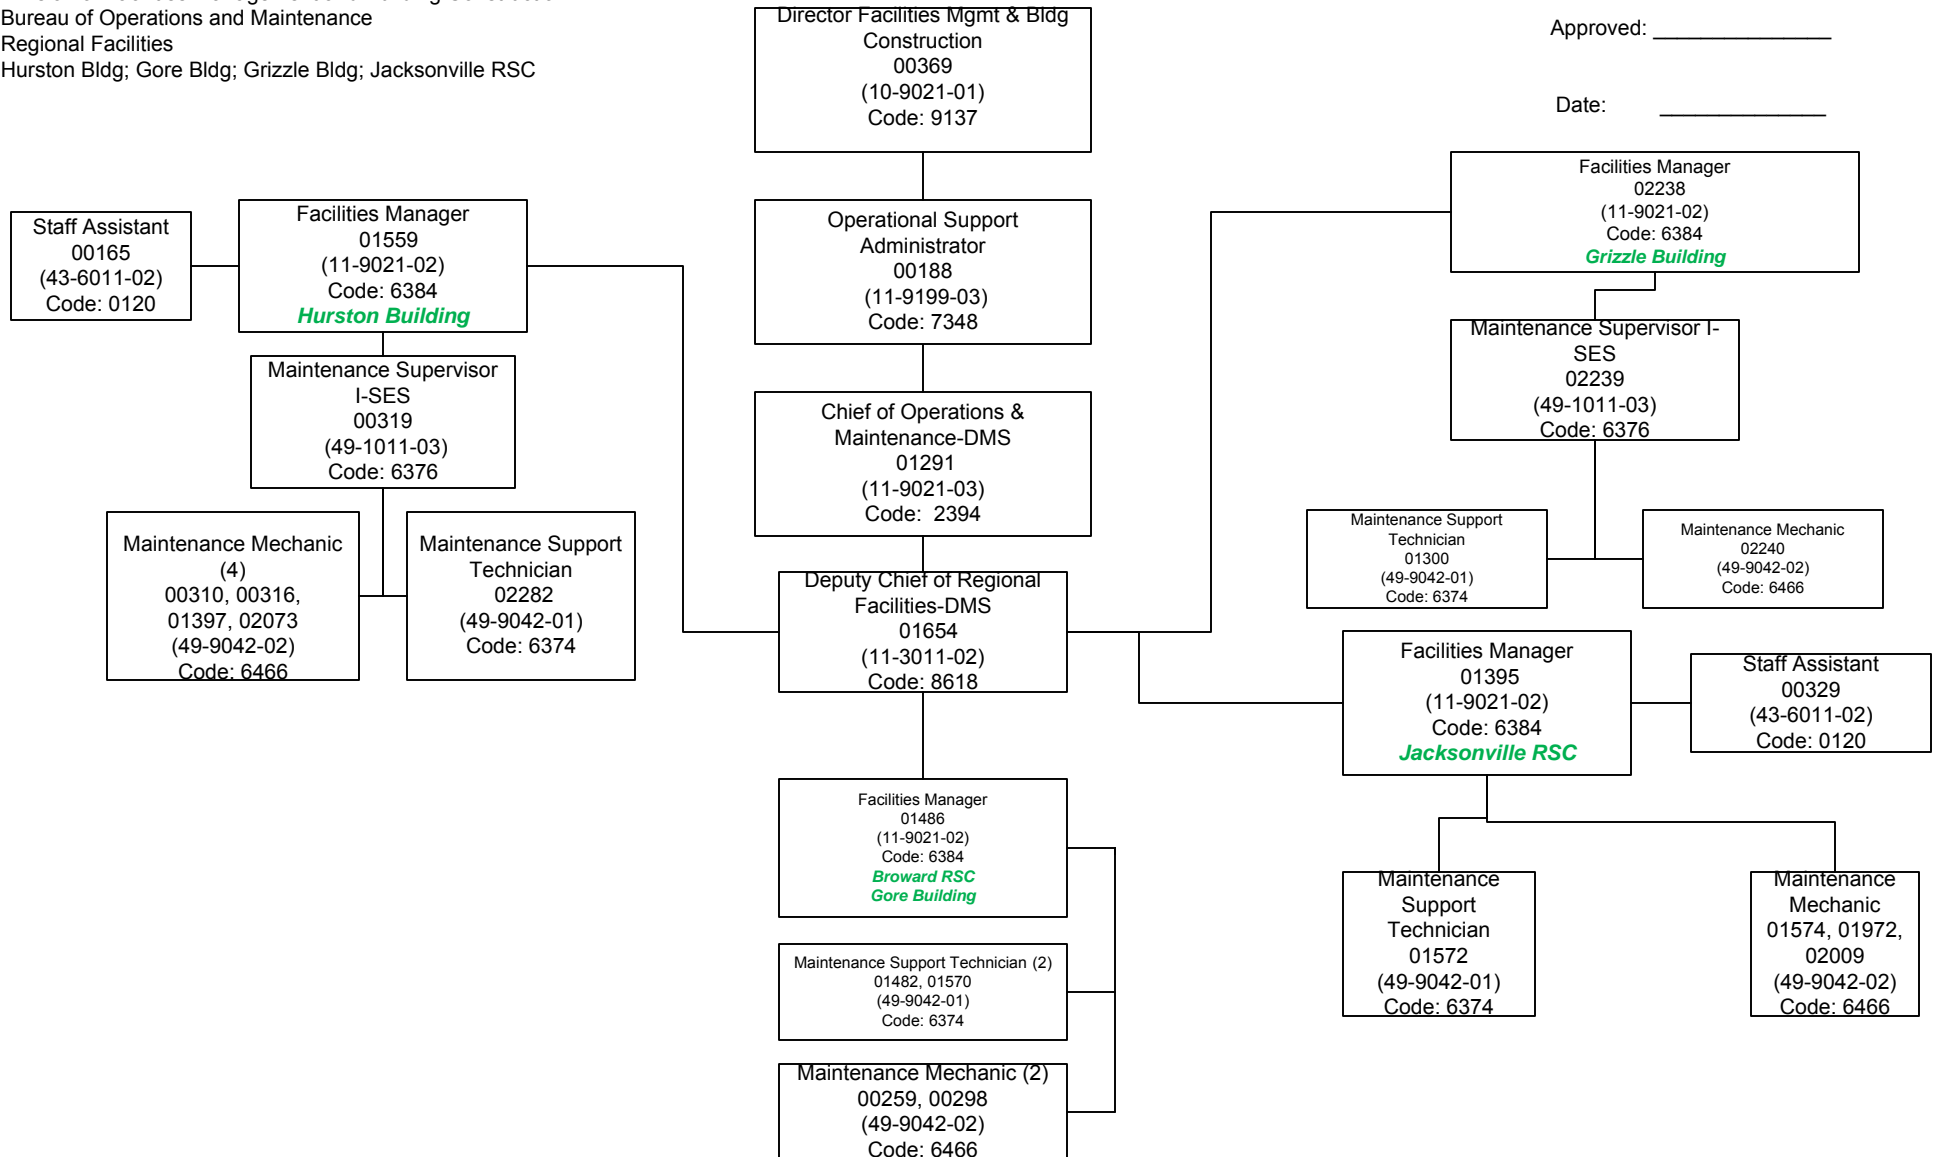 Bureau of Operations and Maintenance
Regional Facilities
Hurston Bldg; Gore Bldg; Grizzle Bldg; Jacksonville RSC
Approved: _______________
Date: ______________
Director Facilities Mgmt & Bldg
Construction
00369
(10-9021-01)
Code: 9137
Operational Support
Administrator
00188
(11-9199-03)
Code: 7348
Chief of Operations &
Maintenance-DMS
01291
(11-9021-03)
Code: 2394
Deputy Chief of Regional
Facilities-DMS
01654
(11-3011-02)
Code: 8618
Staff Assistant
00165
(43-6011-02)
Code: 0120
Facilities Manager
01559
(11-9021-02)
Code: 6384
Hurston Building
Maintenance Supervisor
I-SES
00319
(49-1011-03)
Code: 6376
Maintenance Mechanic
(4)
00310, 00316,
01397, 02073
(49-9042-02)
Code: 6466
Maintenance Support
Technician
02282
(49-9042-01)
Code: 6374
Facilities Manager
01486
(11-9021-02)
Code: 6384
Broward RSC
Gore Building
Maintenance Support Technician (2)
01482, 01570
(49-9042-01)
Code: 6374
Maintenance Mechanic (2)
00259, 00298
(49-9042-02)
Code: 6466
Facilities Manager
02238
(11-9021-02)
Code: 6384
Grizzle Building
Maintenance Supervisor I-
SES
02239
(49-1011-03)
Code: 6376
Maintenance Support
Technician
01300
(49-9042-01)
Code: 6374
Maintenance Mechanic
02240
(49-9042-02)
Code: 6466
Facilities Manager
01395
(11-9021-02)
Code: 6384
Jacksonville RSC
Staff Assistant
00329
(43-6011-02)
Code: 0120
Maintenance
Support
Technician
01572
(49-9042-01)
Code: 6374
Maintenance
Mechanic
01574, 01972,
02009
(49-9042-02)
Code: 6466